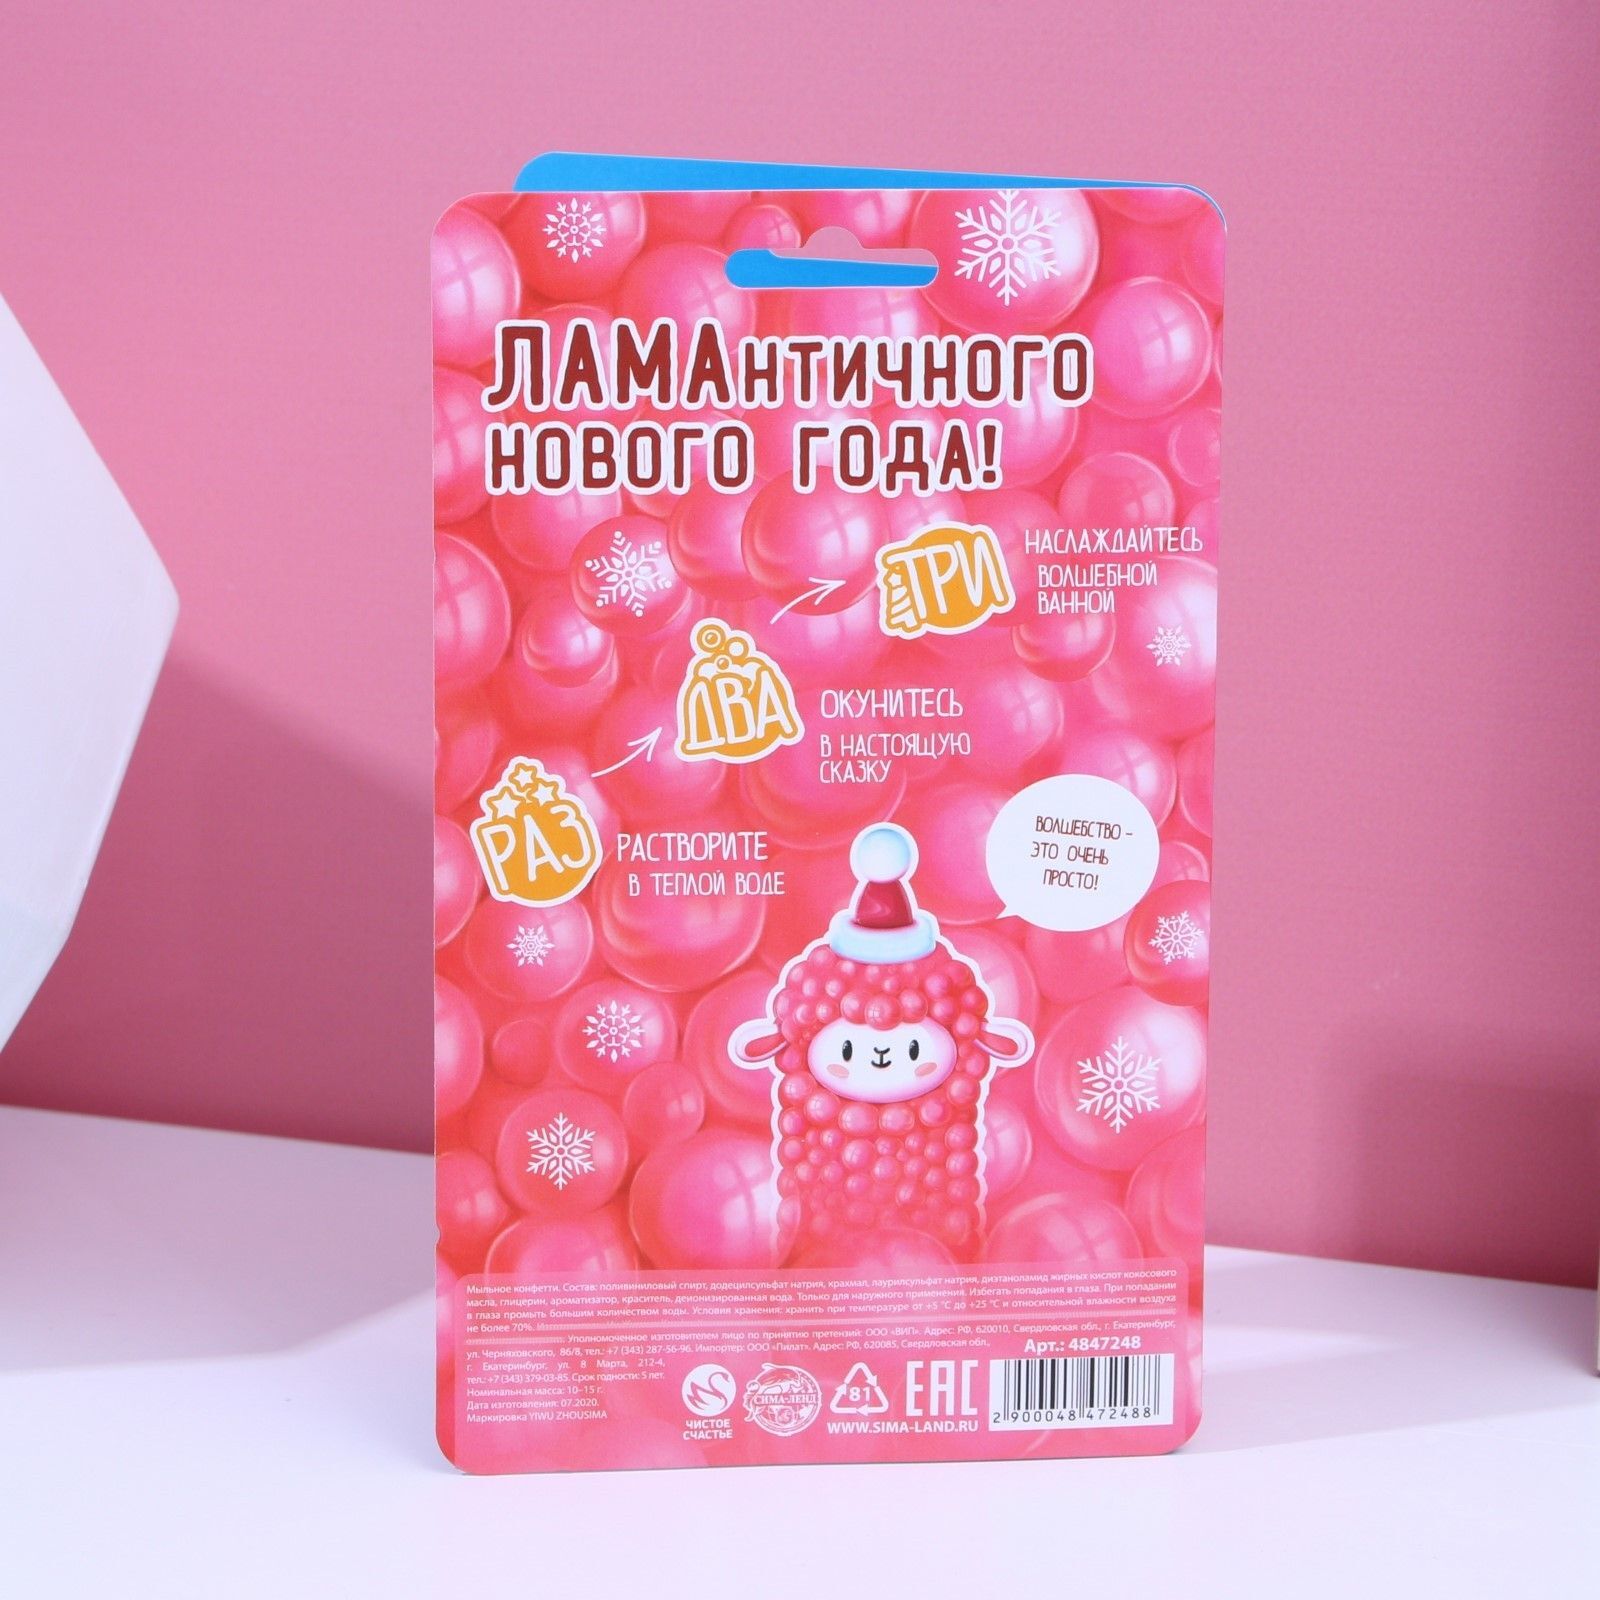 ЛАМАНТИЧНОГО
НОВОГО ГОДА!
ТРИ
НАСЛАЖДАЙТЕСЬ
ВОЛШЕБНОЙ
ВАННОЙ
ДВА
ОКУНИТЕСЬ
В НАСТОЯЩУЮ
СКАЗКУ
РАЗ
РАСТВОРИТЕ
В ТЕПЛОЙ ВОДЕ
ВОЛШЕБСТВО -
ЭТО ОЧЕНЬ
ПРОСТО!
Мыльное конфетти. Состав: поливиниловый спирт, додецилсульфат натрия, крахмал, лаурилсульфат натрия, диэтаноламид жирных кислот кокосового
масла, глицерин, ароматизатор, краситель, деионизированная вода. Только для наружного применения. Избегать попадания в глаза. При попадании
в глаза промыть большим количеством воды. Условия хранения: хранить при температуре от +5 °С до +25 °С и относительной влажности воздуха
не более 70%.
Уполномоченное изготовителем лицо по принятию претензий: ООО «ВИП». Адрес: РФ, 620010, Свердловская обл., г. Екатеринбург,
ул. Черняховского, 86/8, тел.: +7 (343) 287-56-96. Импортер: ООО «Пилат». Адрес: РФ, 620085, Свердловская обл.,
г. Екатеринбург, ул. 8 Марта, 212-4,
тел.: +7 (343) 379-03-85. Срок годности: 5 лет.
Номинальная масса: 10–15 г.
Дата изготовления: 07.2020.
Маркировка YIWU ZHOUSIMA
Арт.: 4847248
ЧИСТОЕ
СЧАСТЬЕ
СИМА-ЛЕНД
81
EAC
WWW.SIMA-LAND.RU
2 900048 472488